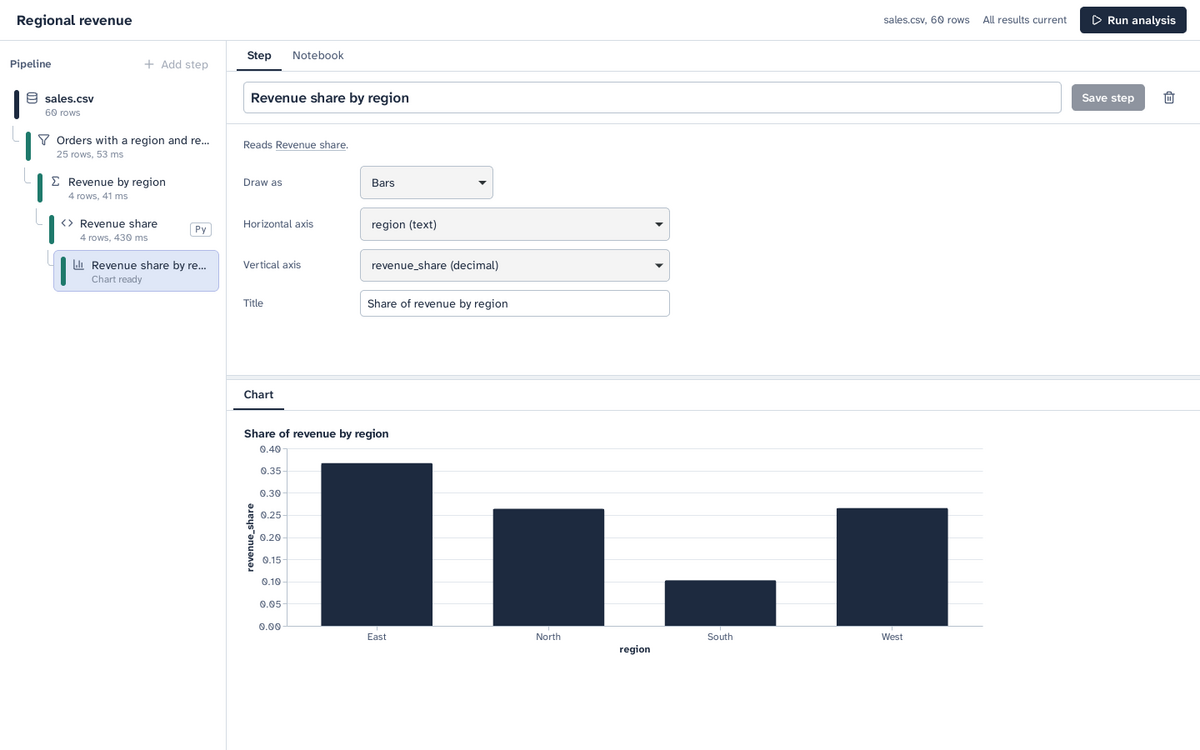 Regional revenue
sales.csv, 60 rows
All results current
Run analysis
Pipeline
Add step
sales.csv
60 rows
Orders with a region and re...
25 rows, 53 ms
Revenue by region
4 rows, 41 ms
Revenue share
4 rows, 430 ms
Py
Revenue share by re...
Chart ready
Step
Notebook
Revenue share by region
Save step
Reads Revenue share.
Draw as
Bars
Horizontal axis
region (text)
Vertical axis
revenue_share (decimal)
Title
Share of revenue by region
Chart
Share of revenue by region
0.40
0.35
0.30
0.25
0.20
0.15
0.10
0.05
0.00
revenue_share
East
North
South
West
region